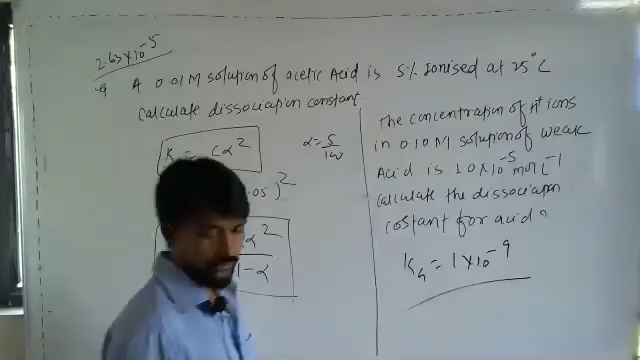 2.63×10⁻⁵
Q A 0.01M solution of acetic Acid is 5% Ionised at 25°C
calculate dissociation constant.
K = Cα²
α=5/100
.05)²
α²
1-α
The concentration of H⁺ ions
in 0.10M solution of weak
Acid is 1.0×10⁻⁵ mol L⁻¹
calculate the dissociation
costant for acid ?
Ka = 1×10⁻⁹